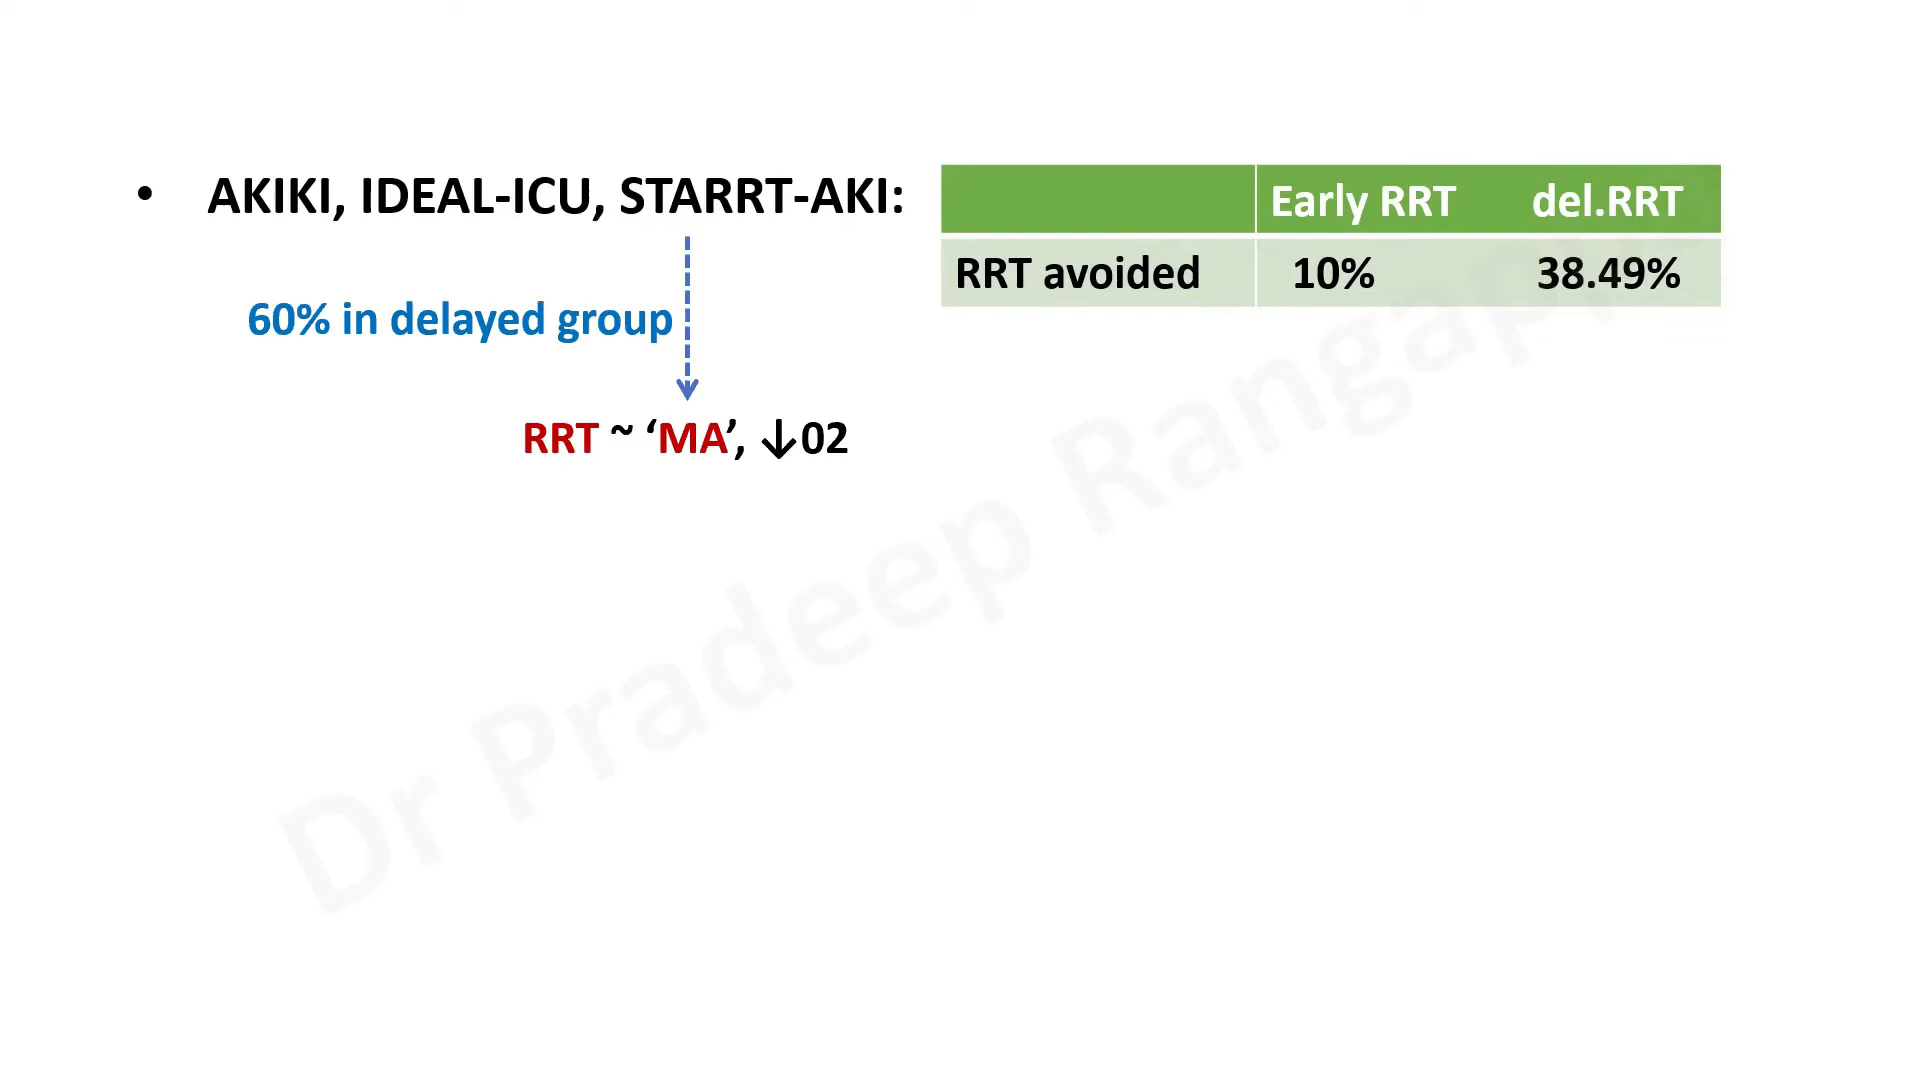 • AKIKI, IDEAL-ICU, STARRT-AKI:
Early RRT del.RRT
RRT avoided 10% 38.49%
60% in delayed group
RRT ~ ‘MA’, ↓02
Dr Pradeep Rangap